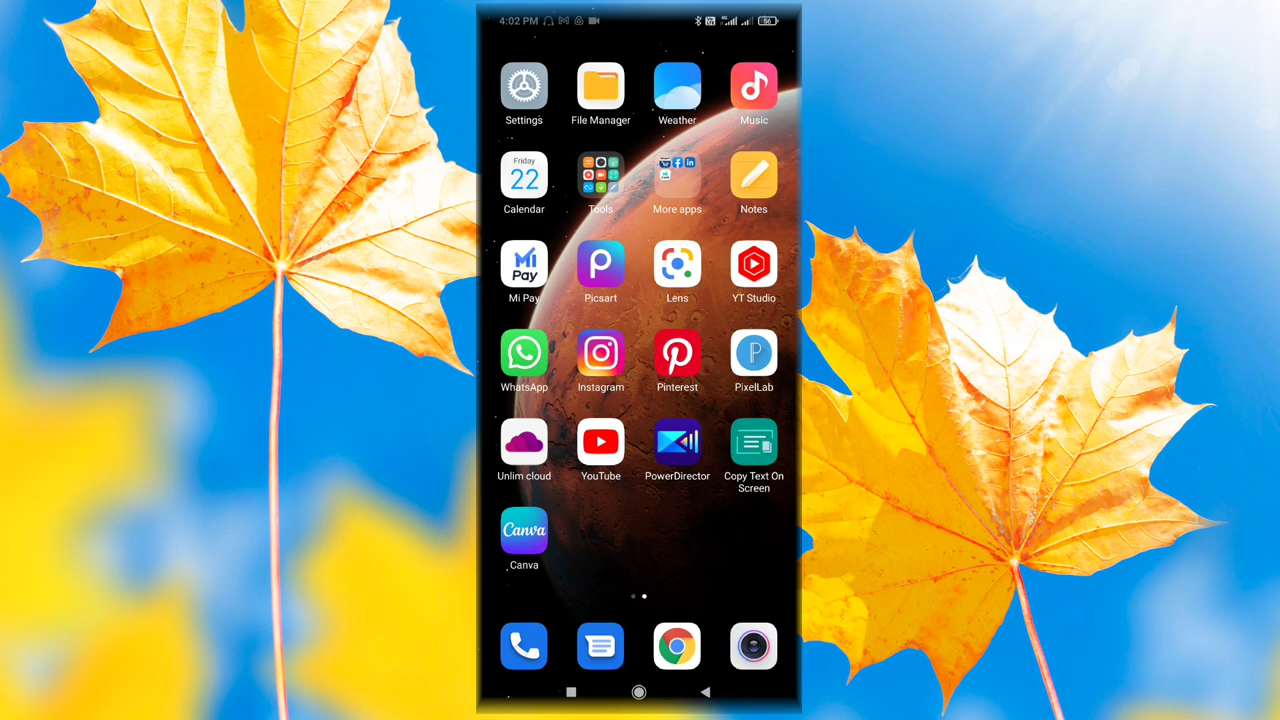 4:02 PM
56
Settings
File Manager
Weather
Music
Friday
22
Calendar
Tools
More apps
Notes
Mi
Pay
Mi Pay
Picsart
Lens
YT Studio
WhatsApp
Instagram
Pinterest
PixelLab
Unlim cloud
YouTube
PowerDirector
Copy Text On
Screen
Canva
Canva